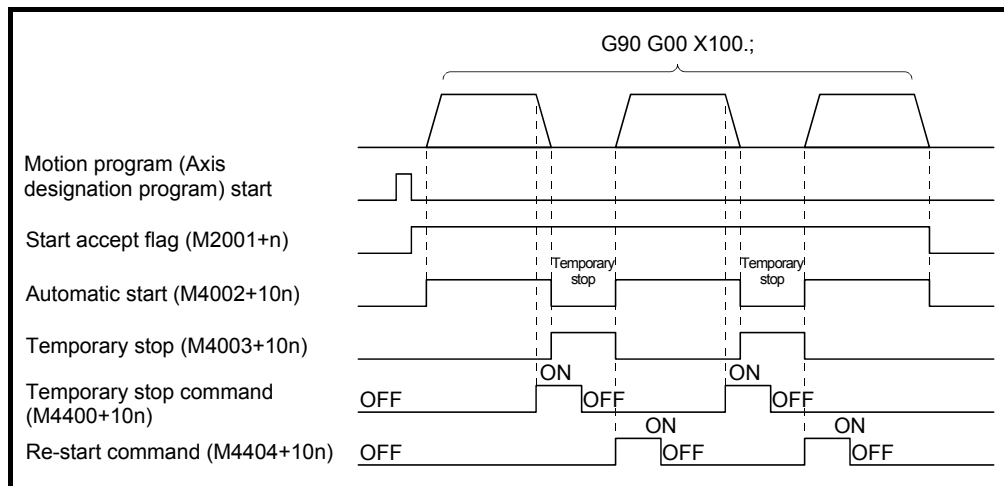 G90 G00 X100.;
Motion program (Axis
designation program) start
Start accept flag (M2001+n)
Temporary
stop
Temporary
stop
Automatic start (M4002+10n)
Temporary stop (M4003+10n)
ON
ON
Temporary stop command
(M4400+10n)
OFF
OFF
OFF
ON
ON
Re-start command (M4404+10n)
OFF
OFF
OFF